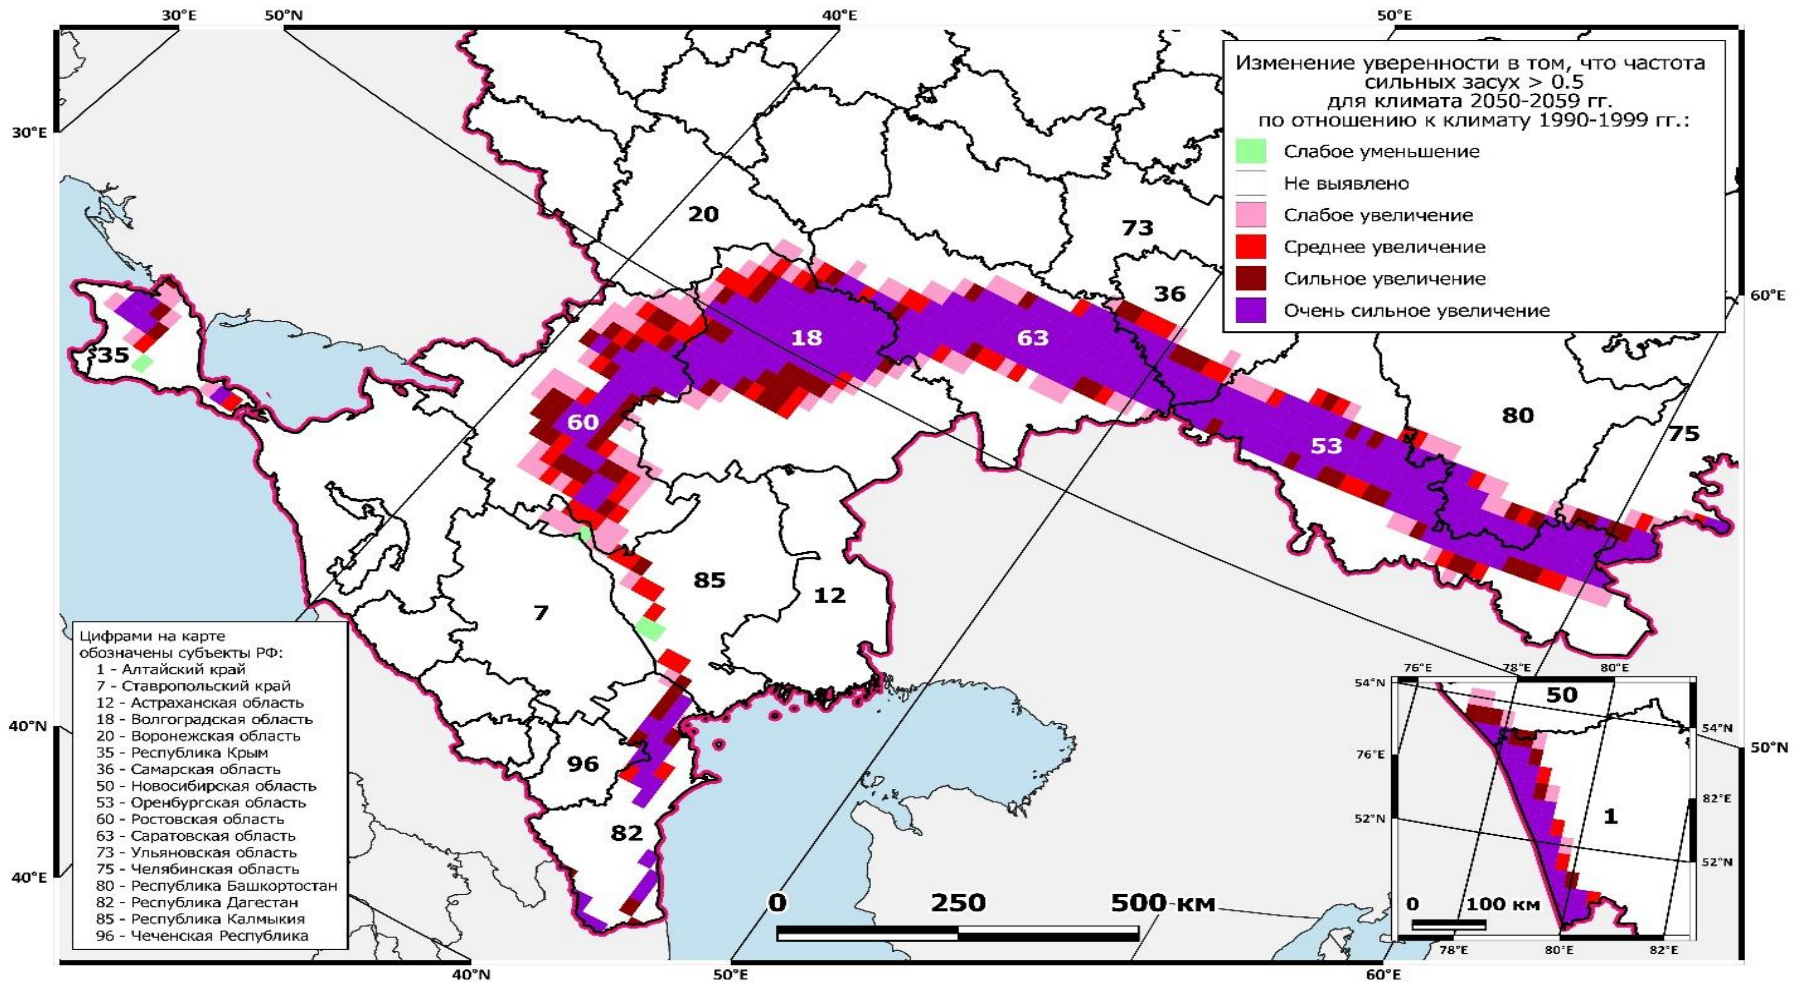 30°E
50°N
40°E
50°E
Изменение уверенности в том, что частота
сильных засух > 0.5
для климата 2050-2059 гг.
по отношению к климату 1990-1999 гг.:
Слабое уменьшение
Не выявлено
Слабое увеличение
Среднее увеличение
Сильное увеличение
Очень сильное увеличение
30°E
60°E
20
73
36
18
63
35
60
53
80
75
85
12
7
96
82
Цифрами на карте
обозначены субъекты РФ:
1 - Алтайский край
7 - Ставропольский край
12 - Астраханская область
18 - Волгоградская область
20 - Воронежская область
35 - Республика Крым
36 - Самарская область
50 - Новосибирская область
53 - Оренбургская область
60 - Ростовская область
63 - Саратовская область
73 - Ульяновская область
75 - Челябинская область
80 - Республика Башкортостан
82 - Республика Дагестан
85 - Республика Калмыкия
96 - Чеченская Республика
40°N
40°E
50°N
76°E
78°E
80°E
54°N
50
54°N
76°E
82°E
52°N
1
52°N
0 100 км
78°E
80°E
82°E
0 250 500 км
40°N
50°E
60°E